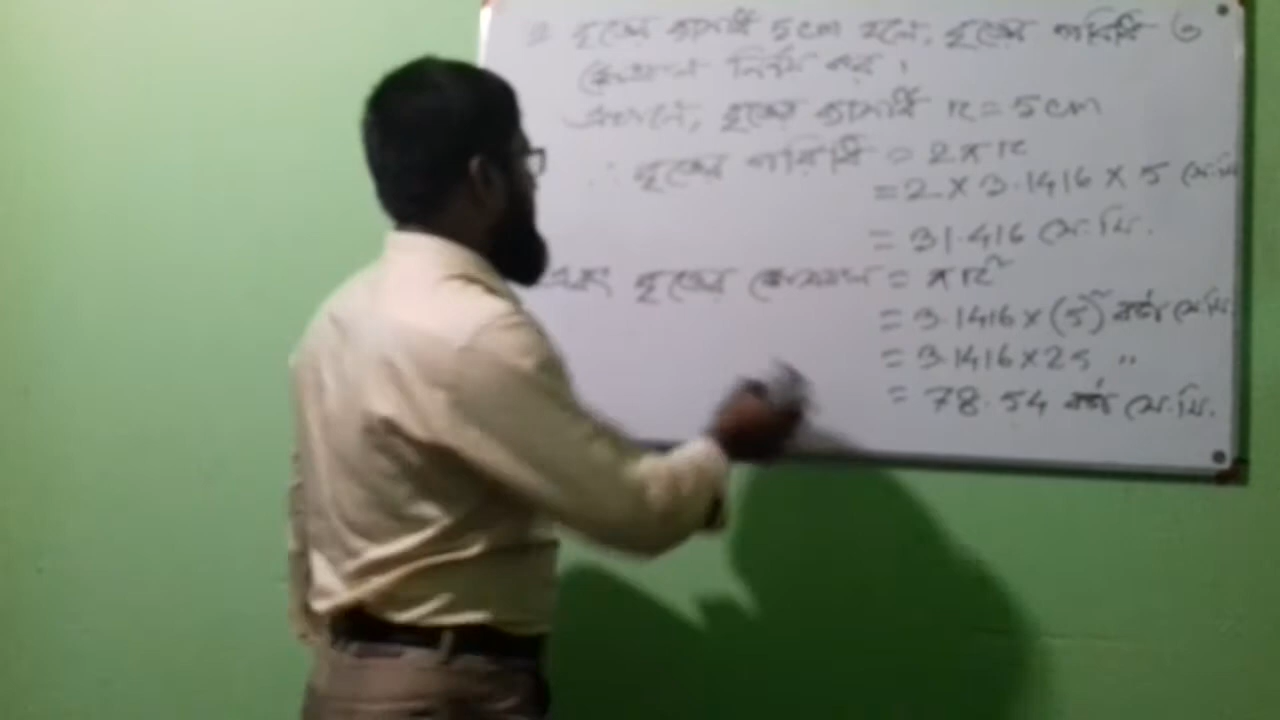 বৃত্তের ব্যাসার্ধ 5cm হলে, বৃত্তের পরিধি ও
ক্ষেত্রফল নির্ণয় কর।
এখানে, বৃত্তের ব্যাসার্ধ r = 5cm
∴ বৃত্তের পরিধি = 2πr
= 2 × 3.1416 × 5 সে.মি
= 31.416 সে.মি.
এবং বৃত্তের ক্ষেত্রফল = πr²
= 3.1416 × (5)² বর্গ সে.মি.
= 3.1416 × 25 ,,
= 78.54 বর্গ সে.মি.